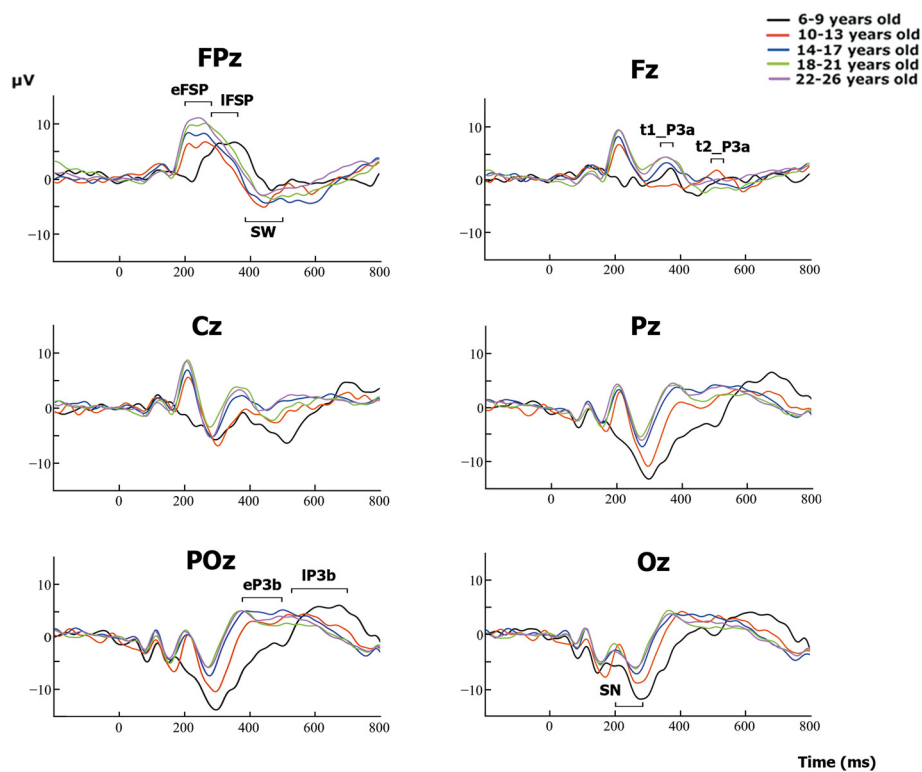 6-9 years old
10-13 years old
14-17 years old
18-21 years old
22-26 years old
FPz
Fz
µV
eFSP
lFSP
10
0
−10
SW
0 200 400 600 800
t1_P3a
t2_P3a
10
0
−10
0 200 400 600 800
Cz
Pz
10
0
−10
0 200 400 600 800
10
0
−10
0 200 400 600 800
POz
Oz
eP3b
lP3b
10
0
−10
0 200 400 600 800
10
0
−10
SN
0 200 400 600 800
Time (ms)